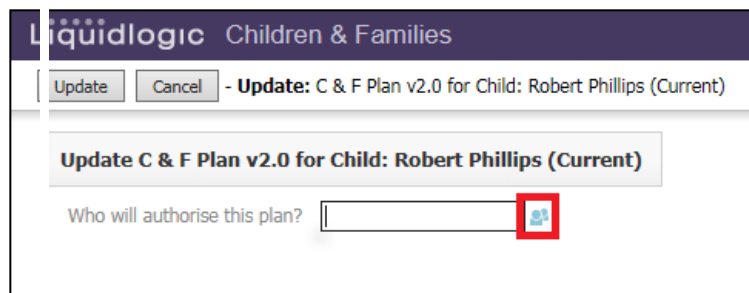 Liquidlogic Children & Families
Update Cancel - Update: C & F Plan v2.0 for Child: Robert Phillips (Current)
Update C & F Plan v2.0 for Child: Robert Phillips (Current)
Who will authorise this plan?